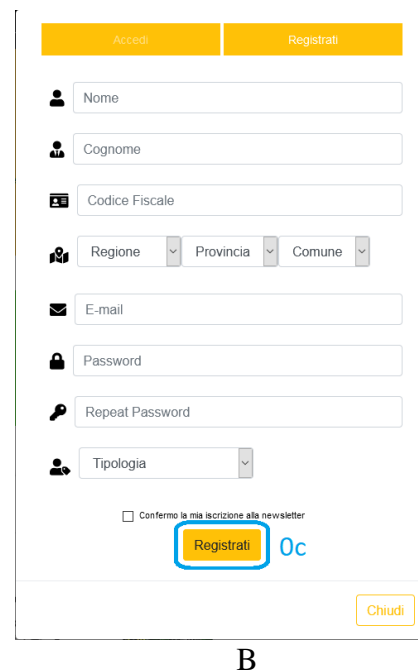 Accedi Registrati
Nome
Cognome
Codice Fiscale
Regione Provincia Comune
E-mail
Password
Repeat Password
Tipologia
Confermo la mia iscrizione alla newsletter
Registrati 0c
Chiudi
B